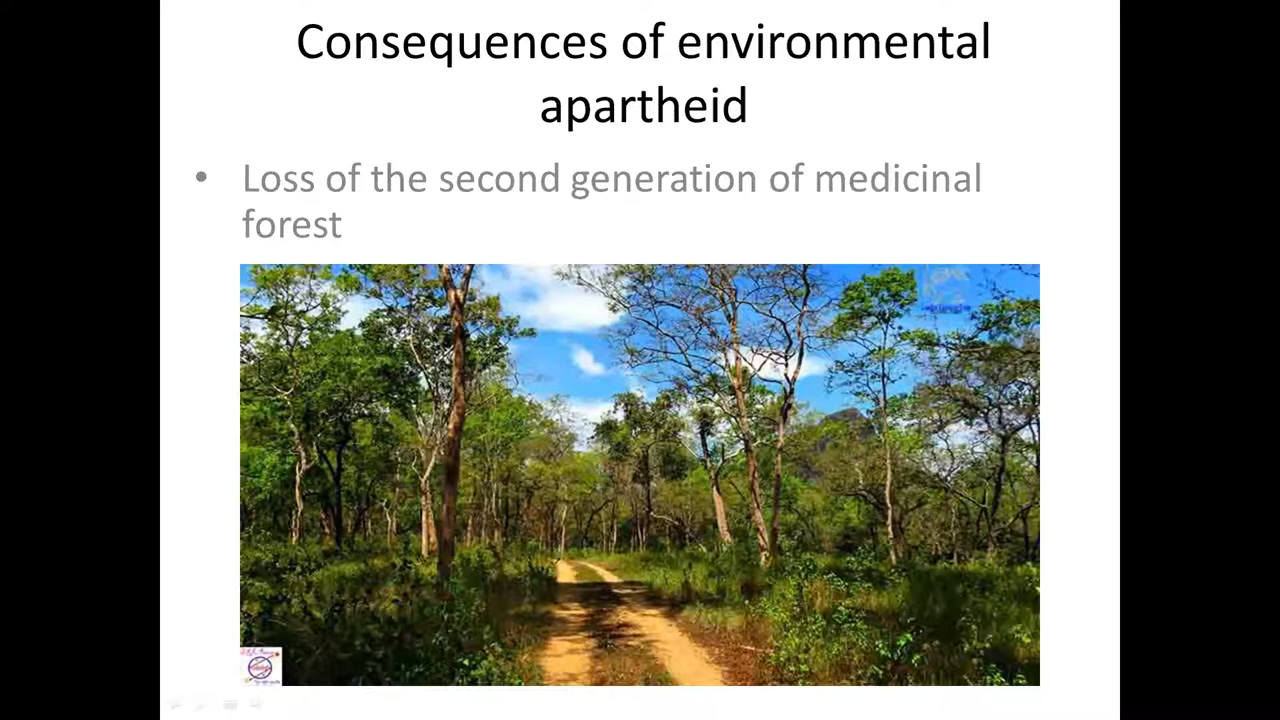 Consequences of environmental
apartheid
• Loss of the second generation of medicinal
forest